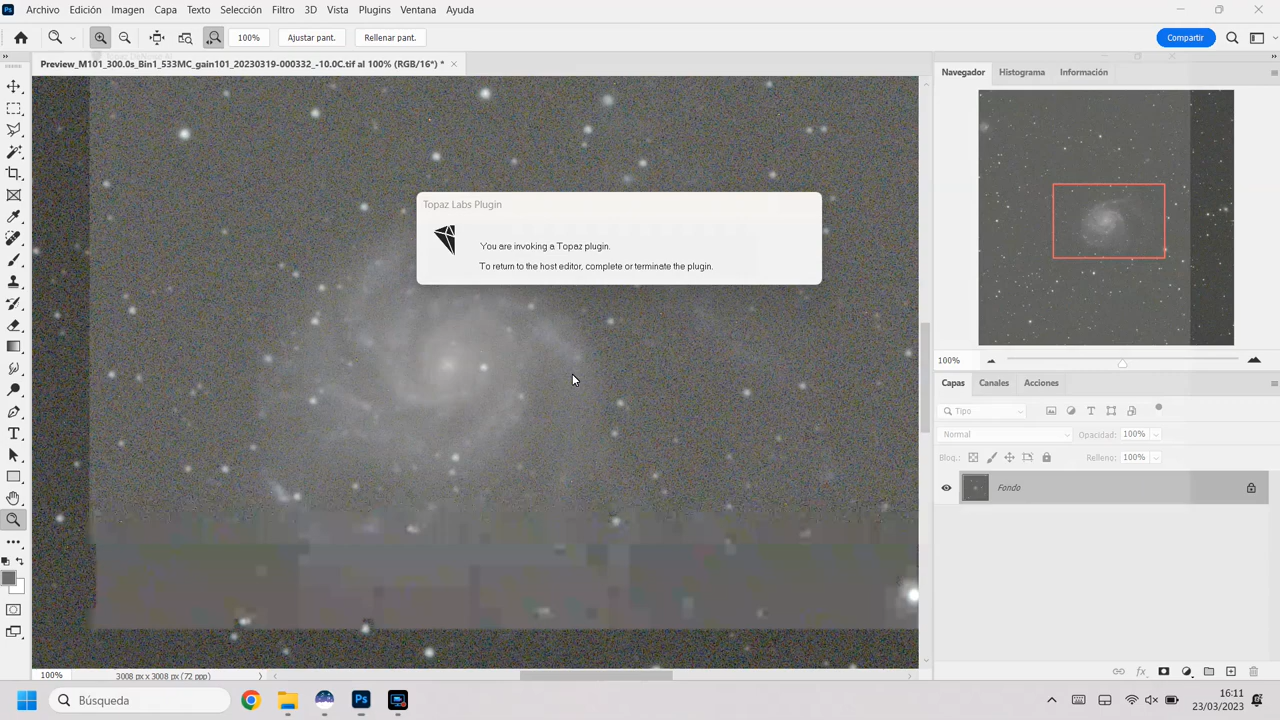 Archivo Imagen Capa Texto Selección Filtro 3D Vista Plugins Ventana Ayuda
100% Ajustar pant. Rellenar pant. Compartir
Preview_M101_300.0s_Bin1_533MC_gain101_20230319-000332_-10.0C.tif al 100% (RGB/16*) *
Navegador Histograma Información
Topaz Labs Plugin
You are invoking a Topaz plugin.
To return to the host editor, complete or terminate the plugin.
100%
Capas Canales Acciones
Tipo
Normal Opacidad: 100%
Bloq.: Relleno: 100%
Fondo
100% 3008 px x 3008 px (72 ppp)
Búsqueda
16:11
23/03/2023